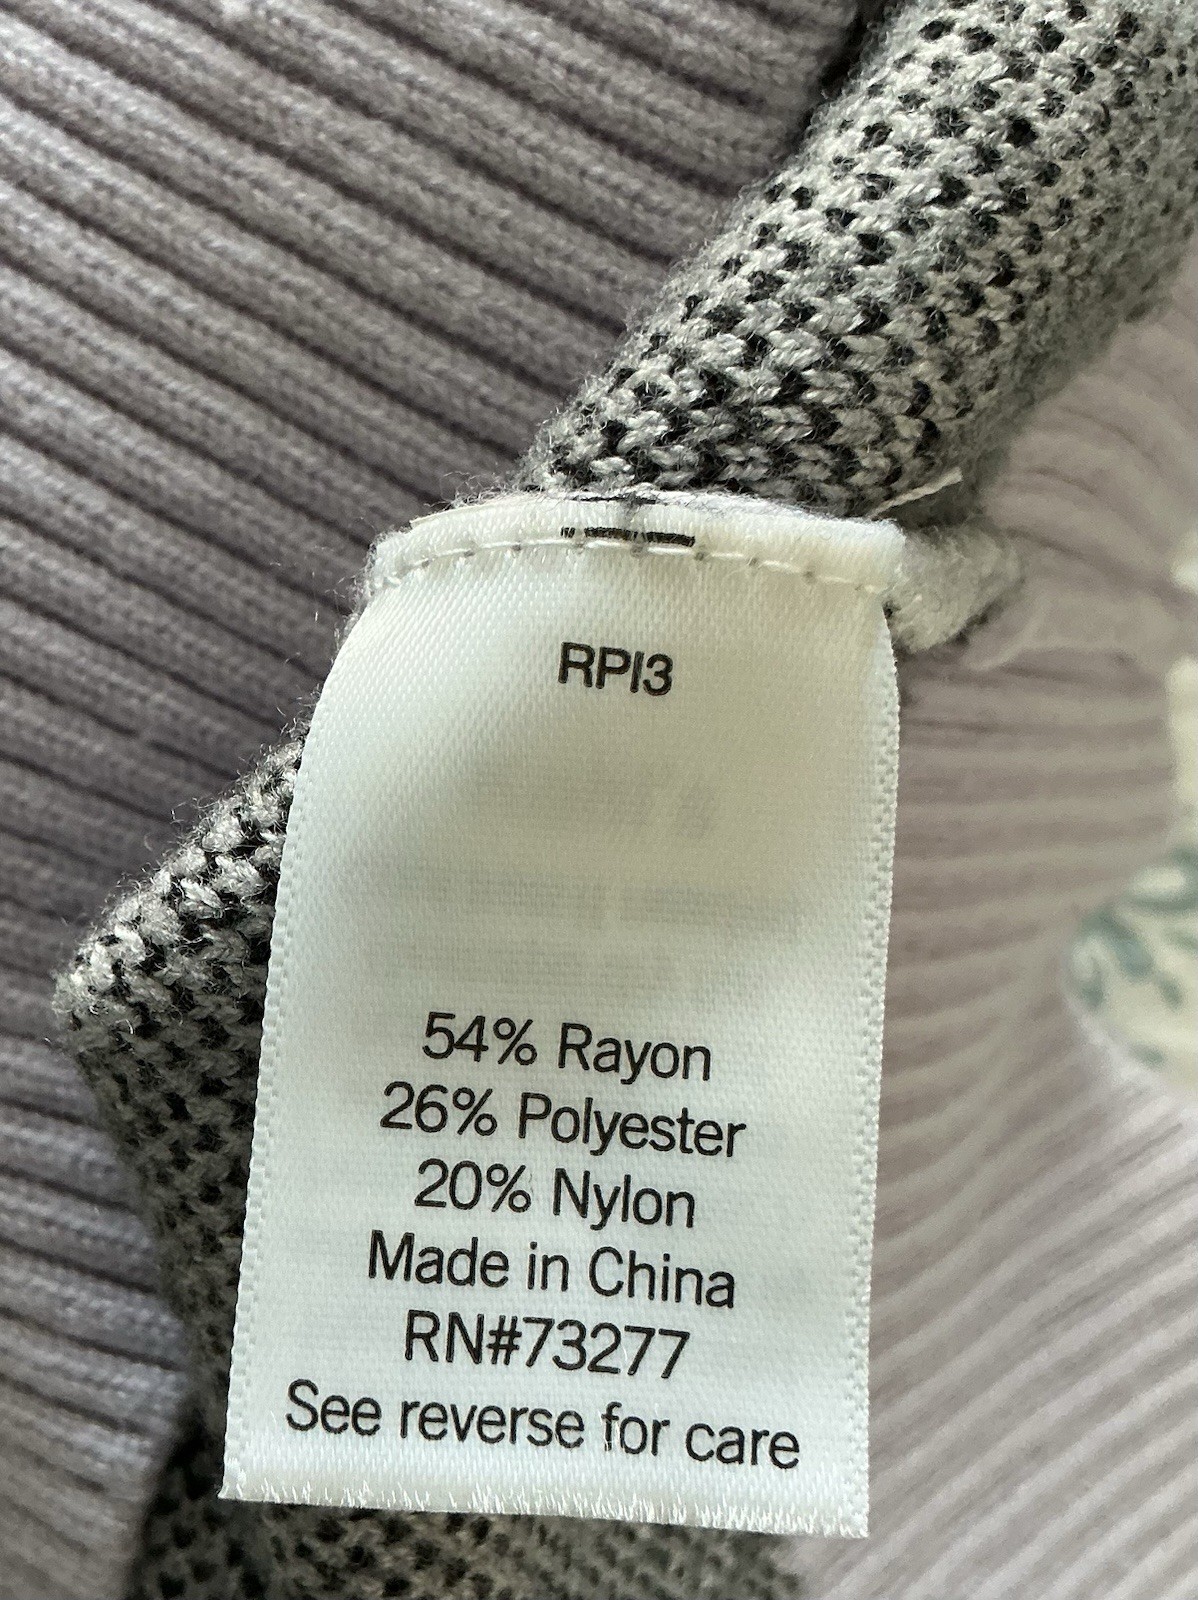 RPI3
54% Rayon
26% Polyester
20% Nylon
Made in China
RN#73277
See reverse for care